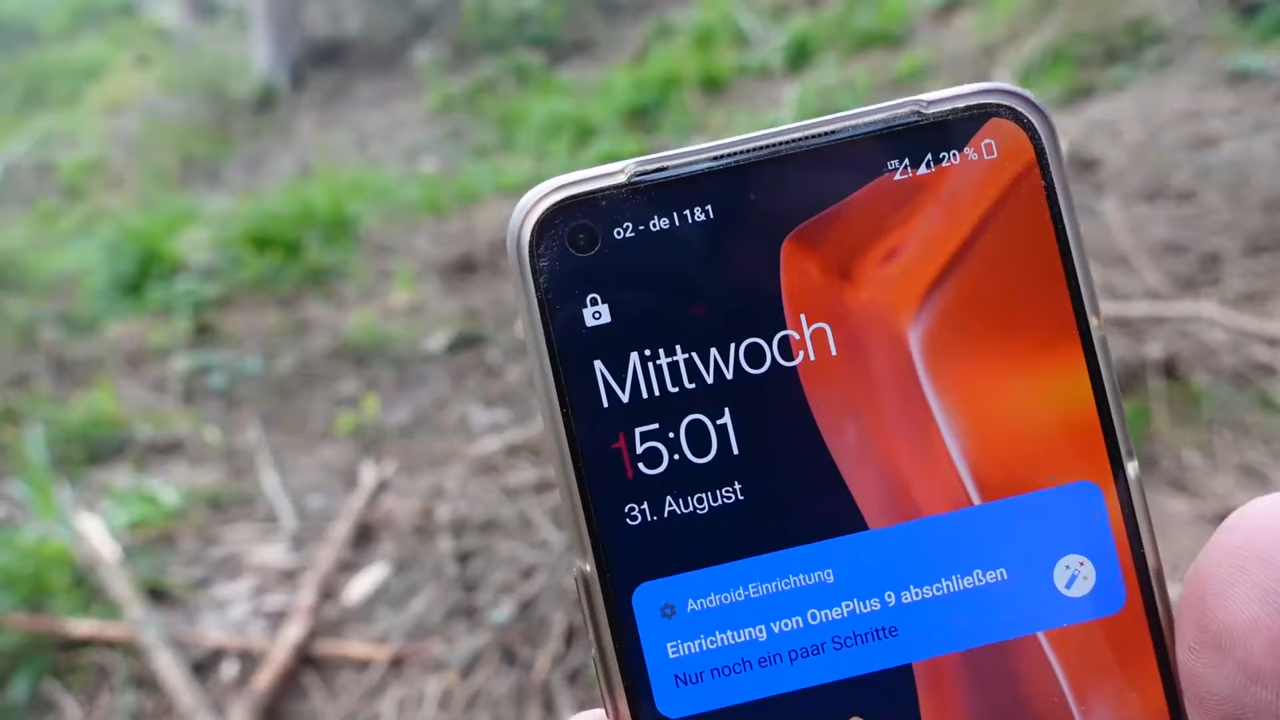 o2 - de | 1&1
LTE 20 %
Mittwoch
15:01
31. August
Android-Einrichtung
Einrichtung von OnePlus 9 abschließen
Nur noch ein paar Schritte